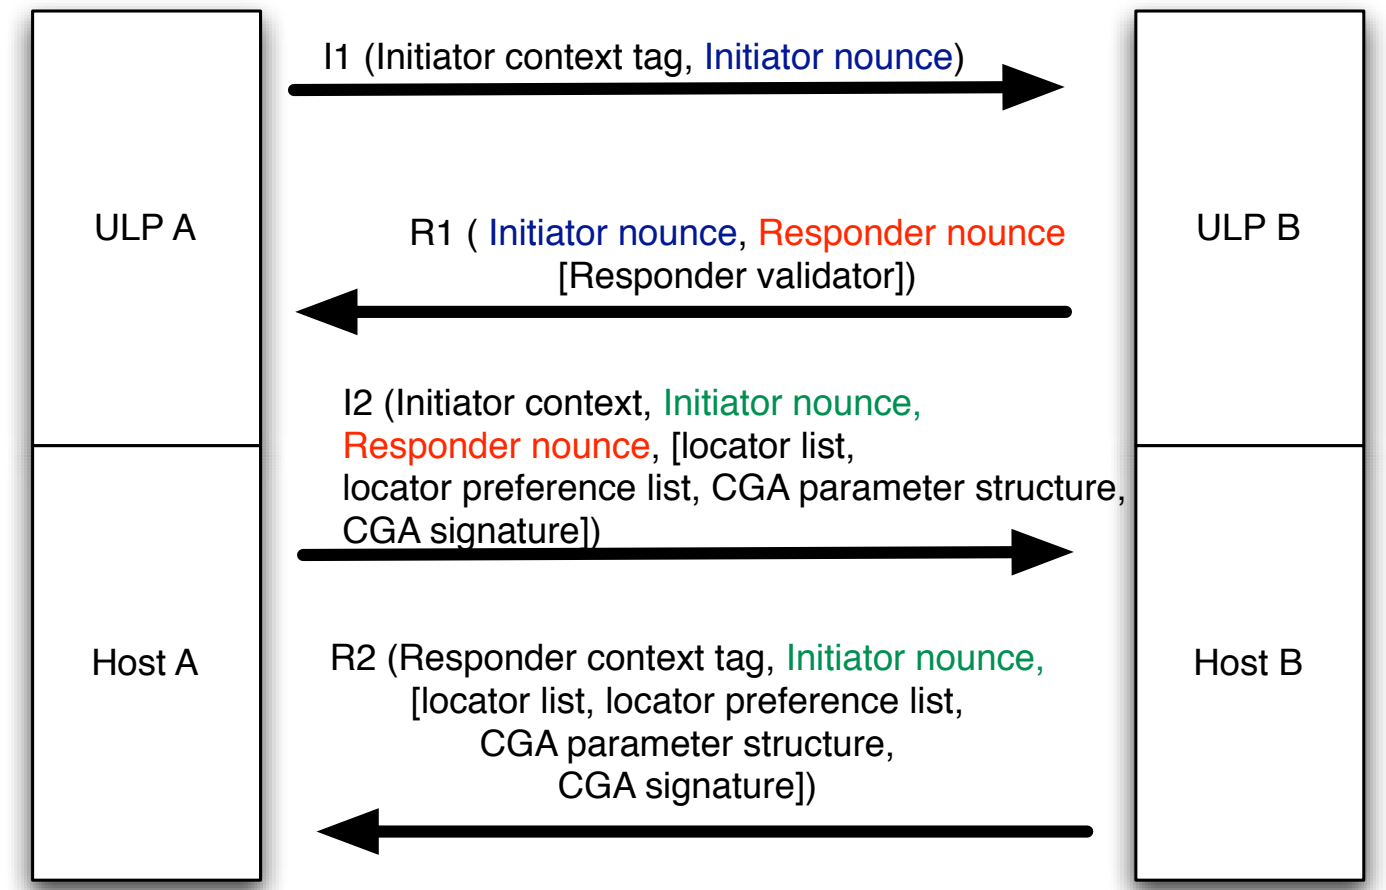 I1 (Initiator context tag, Initiator nounce)
ULP A
R1 ( Initiator nounce, Responder nounce
[Responder validator])
ULP B
I2 (Initiator context, Initiator nounce,
Responder nounce, [locator list,
locator preference list, CGA parameter structure,
CGA signature])
Host A
R2 (Responder context tag, Initiator nounce,
[locator list, locator preference list,
CGA parameter structure,
CGA signature])
Host B